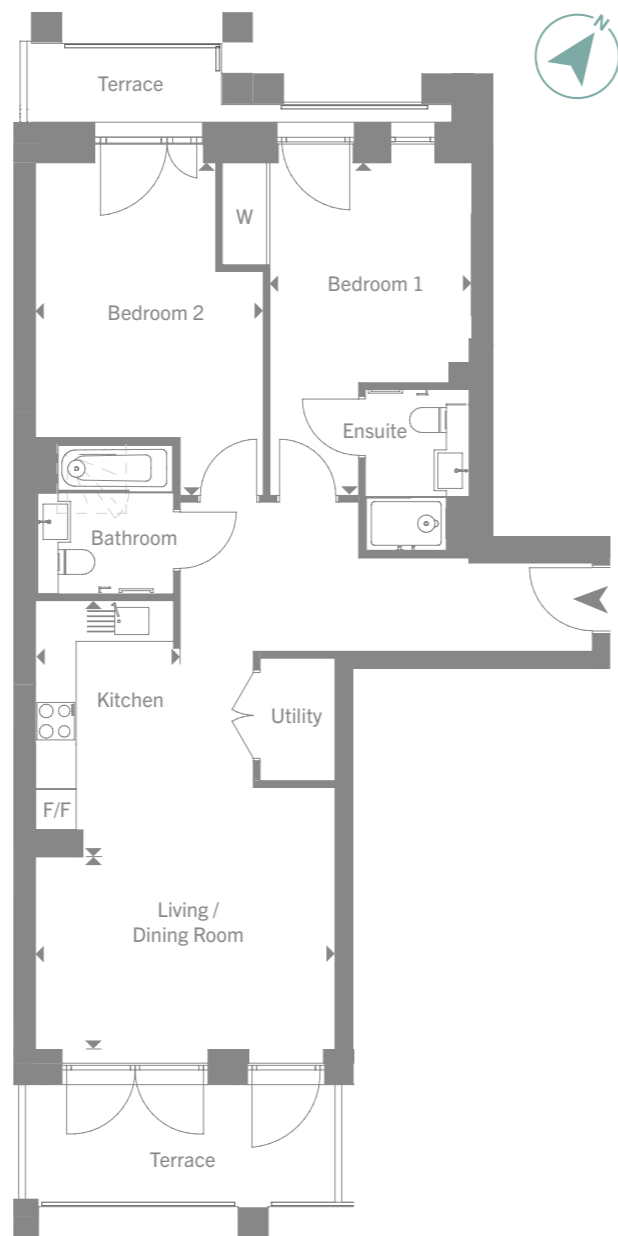 N
Terrace
W
Bedroom 1
Bedroom 2
Ensuite
Bathroom
Kitchen
Utility
F/F
Living /
Dining Room
Terrace